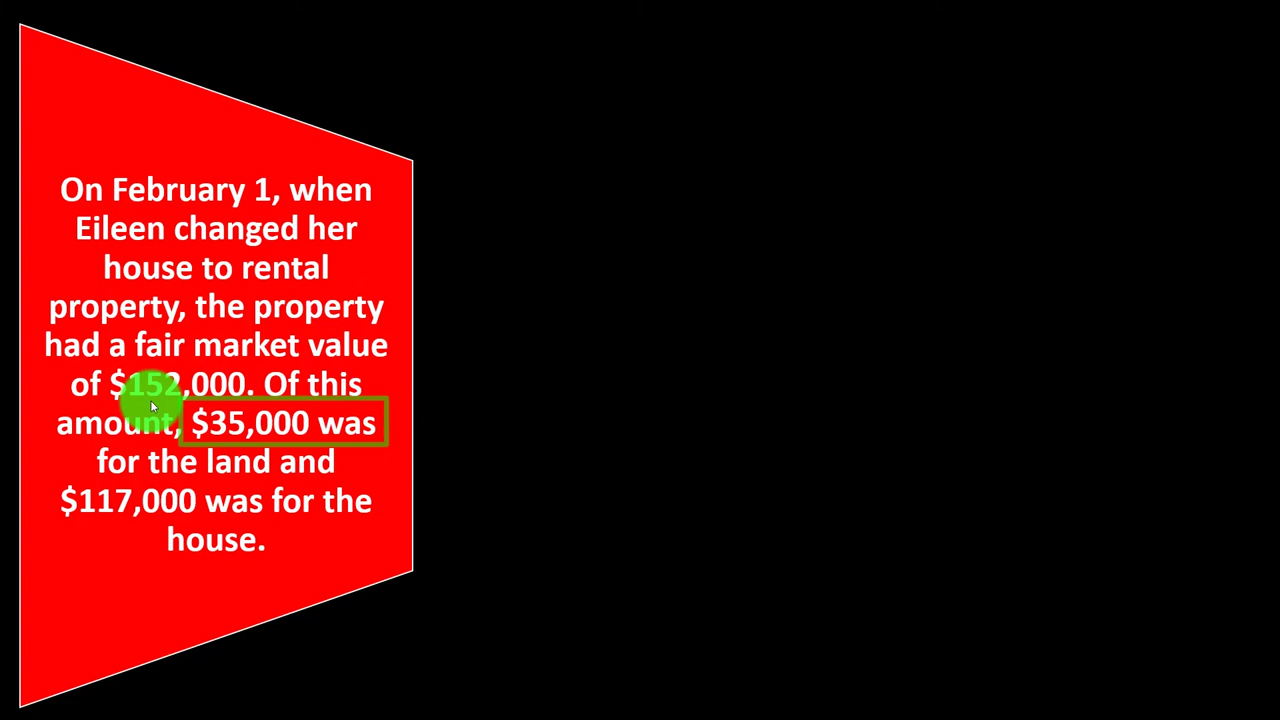 On February 1, when
Eileen changed her
house to rental
property, the property
had a fair market value
of $152,000. Of this
amount, $35,000 was
for the land and
$117,000 was for the
house.